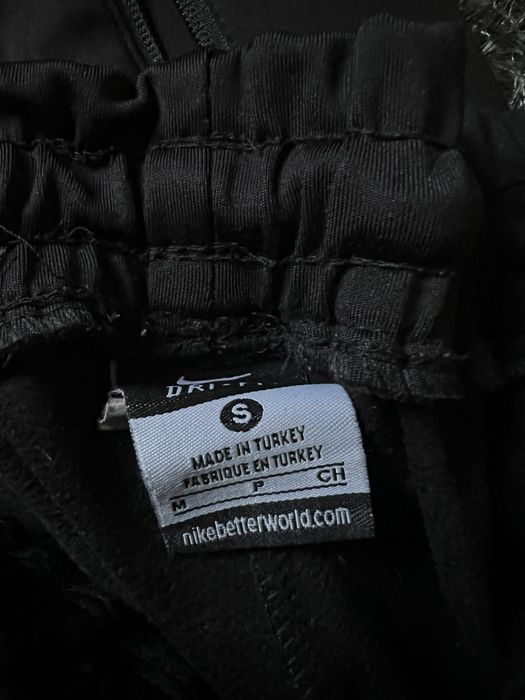 S
MADE IN TURKEY
FABRIQUE EN TURKEY
M P CH
nikebetterworld.com